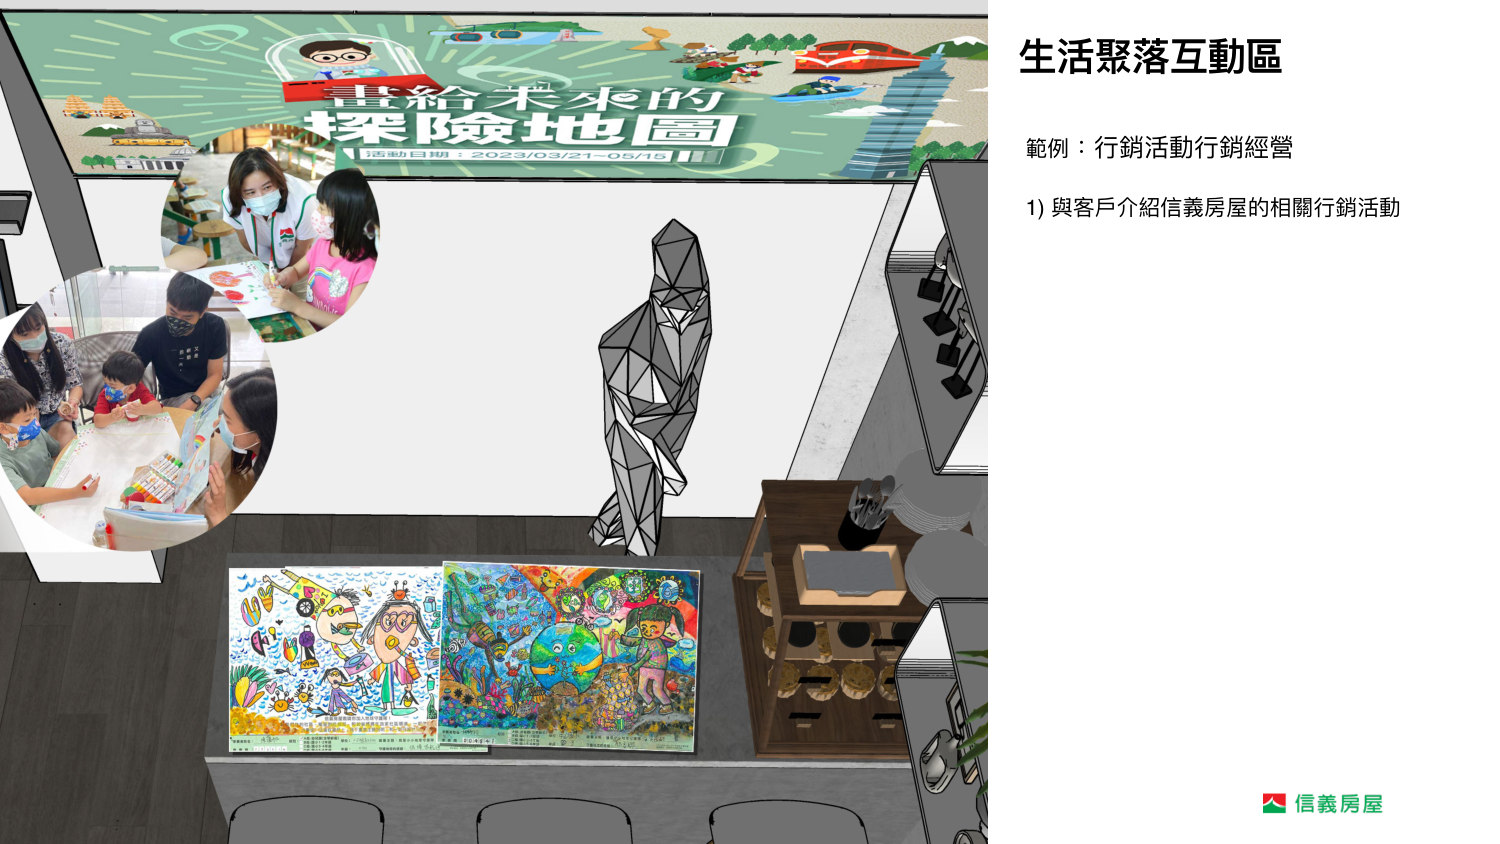 畫給未來的
探險地圖
活動日期：2023/03/21~05/15
生活聚落互動區
範例：行銷活動行銷經營
1) 與客戶介紹信義房屋的相關行銷活動
信義房屋